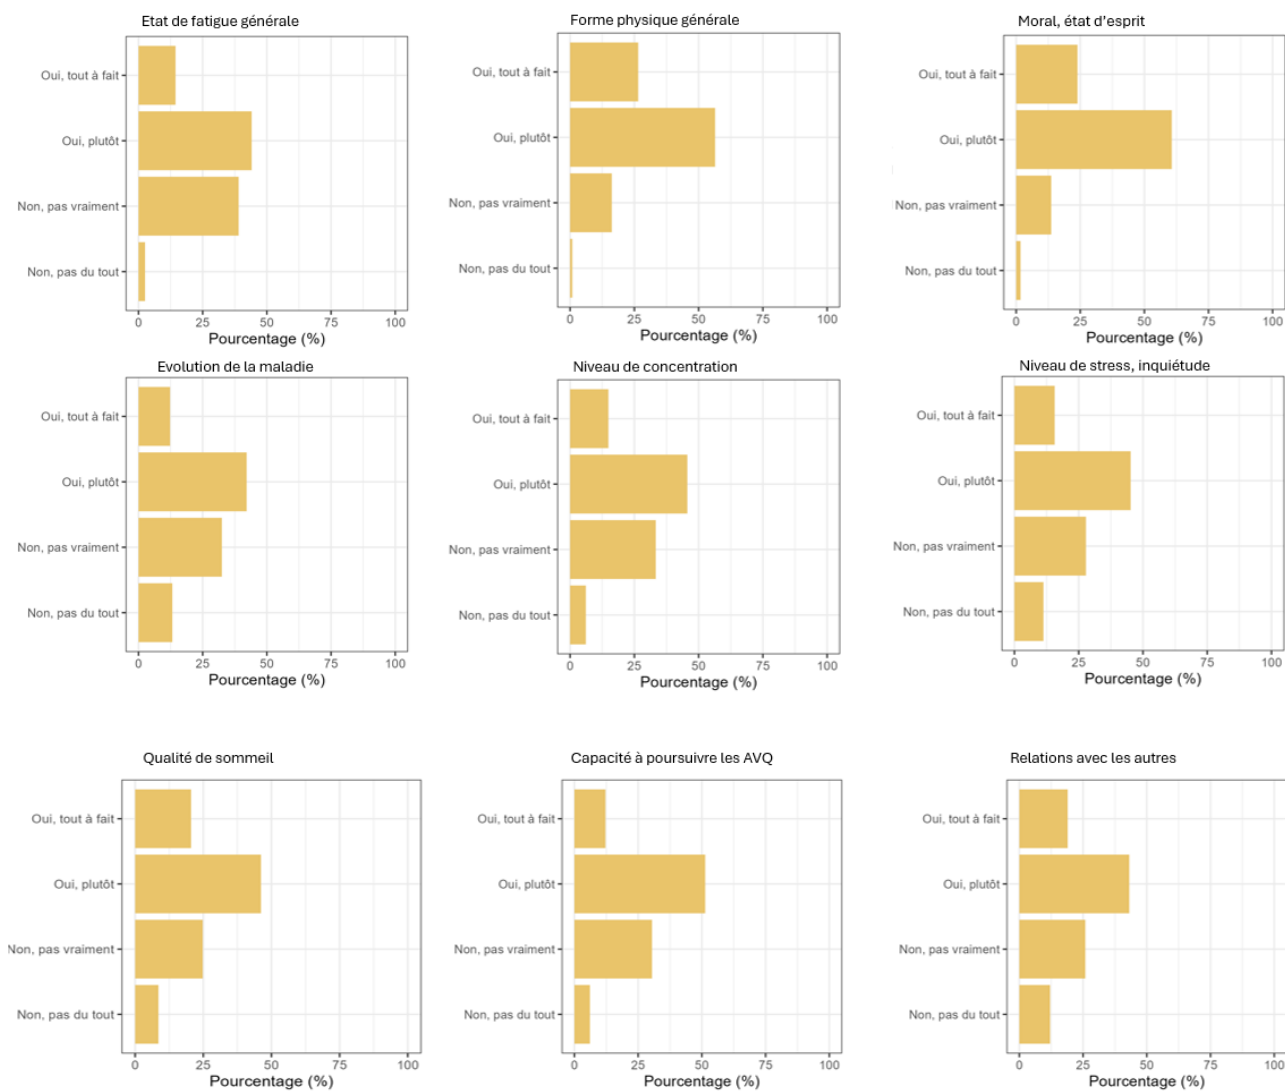 Etat de fatigue générale
Oui, tout à fait
Oui, plutôt
Non, pas vraiment
Non, pas du tout
0 25 50 75 100
Pourcentage (%)
Forme physique générale
Oui, tout à fait
Oui, plutôt
Non, pas vraiment
Non, pas du tout
0 25 50 75 100
Pourcentage (%)
Moral, état d’esprit
Oui, tout à fait
Oui, plutôt
Non, pas vraiment
Non, pas du tout
0 25 50 75 100
Pourcentage (%)
Evolution de la maladie
Oui, tout à fait
Oui, plutôt
Non, pas vraiment
Non, pas du tout
0 25 50 75 100
Pourcentage (%)
Niveau de concentration
Oui, tout à fait
Oui, plutôt
Non, pas vraiment
Non, pas du tout
0 25 50 75 100
Pourcentage (%)
Niveau de stress, inquiétude
Oui, tout à fait
Oui, plutôt
Non, pas vraiment
Non, pas du tout
0 25 50 75 100
Pourcentage (%)
Qualité de sommeil
Oui, tout à fait
Oui, plutôt
Non, pas vraiment
Non, pas du tout
0 25 50 75 100
Pourcentage (%)
Capacité à poursuivre les AVQ
Oui, tout à fait
Oui, plutôt
Non, pas vraiment
Non, pas du tout
0 25 50 75 100
Pourcentage (%)
Relations avec les autres
Oui, tout à fait
Oui, plutôt
Non, pas vraiment
Non, pas du tout
0 25 50 75 100
Pourcentage (%)